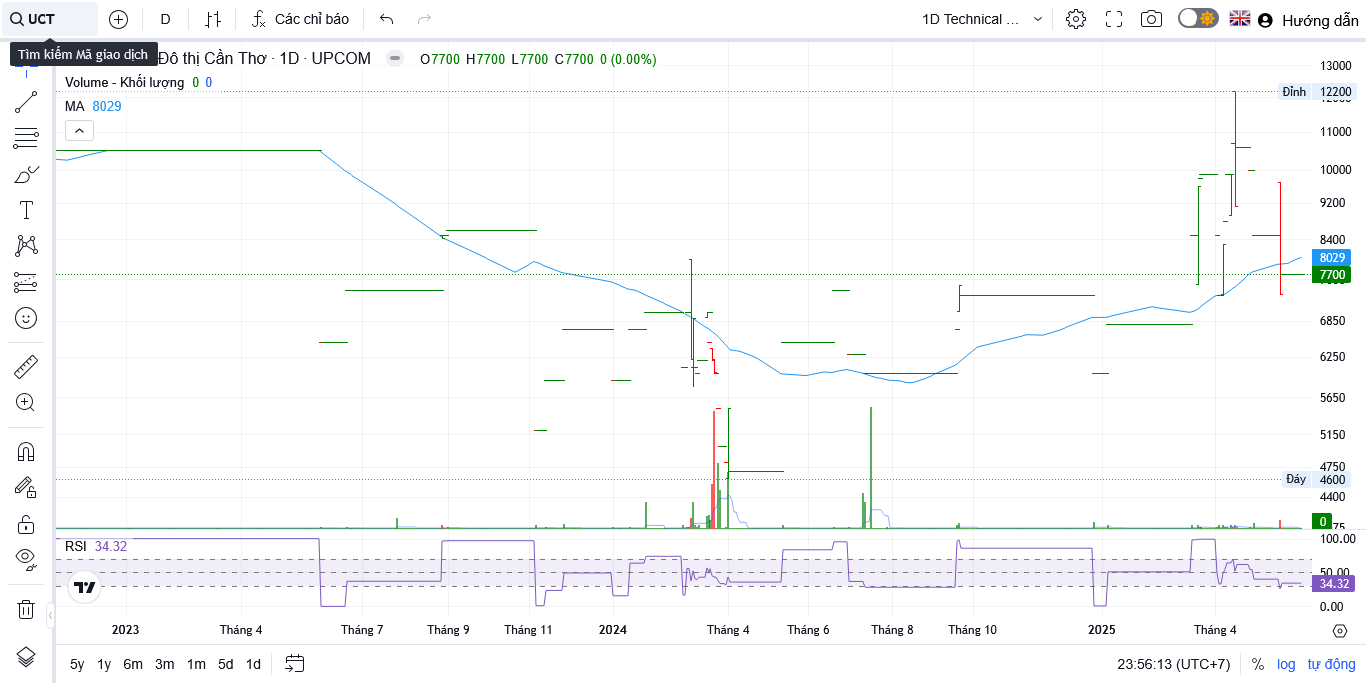 UCT
D
Các chỉ báo
1D Technical ...
Hướng dẫn
Tìm kiếm Mã giao dịch
Đô thị Cần Thơ · 1D · UPCOM
O7700 H7700 L7700 C7700 0 (0.00%)
Volume - Khối lượng 0 0
MA 8029
13000
Đỉnh 12200
11000
10000
9200
8400
8029
7700
6850
6250
5650
5150
4750
Đáy 4600
4400
0
75
RSI 34.32
100.00
50.00
34.32
0.00
2023
Tháng 4
Tháng 7
Tháng 9
Tháng 11
2024
Tháng 4
Tháng 6
Tháng 8
Tháng 10
2025
Tháng 4
5y 1y 6m 3m 1m 5d 1d
23:56:13 (UTC+7)
% log tự động